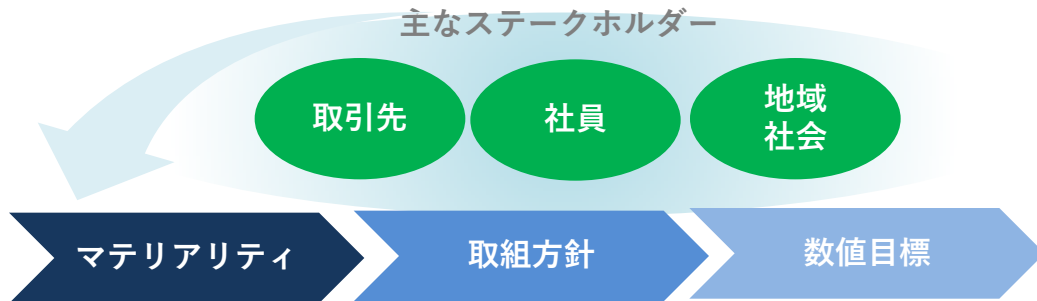 主なステークホルダー
取引先
社員
地域
社会
マテリアリティ
取組方針
数値目標